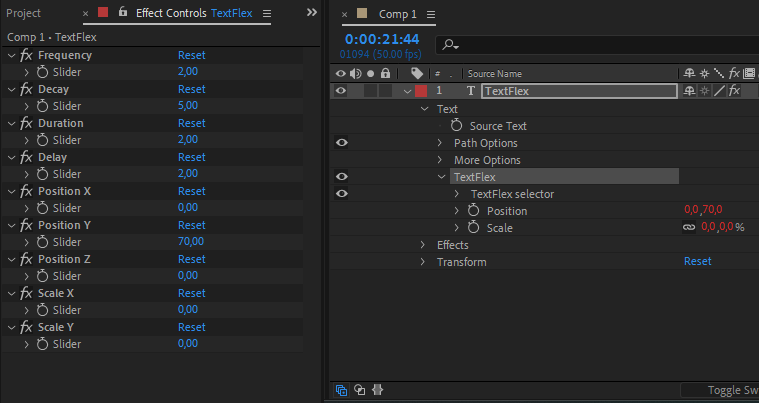 Project
Effect Controls TextFlex
Comp 1 • TextFlex
fx Frequency Reset
Slider 2,00
fx Decay Reset
Slider 5,00
fx Duration Reset
Slider 2,00
fx Delay Reset
Slider 2,00
fx Position X Reset
Slider 0,00
fx Position Y Reset
Slider 70,00
fx Position Z Reset
Slider 0,00
fx Scale X Reset
Slider 0,00
fx Scale Y Reset
Slider 0,00
Comp 1
0:00:21:44
01094 (50.00 fps)
# . Source Name fx
1 T TextFlex fx
Text
Source Text
Path Options
More Options
TextFlex
TextFlex selector
Position 0,0,70,0
Scale 0,0,0,0%
Effects
Transform Reset
Toggle Sw